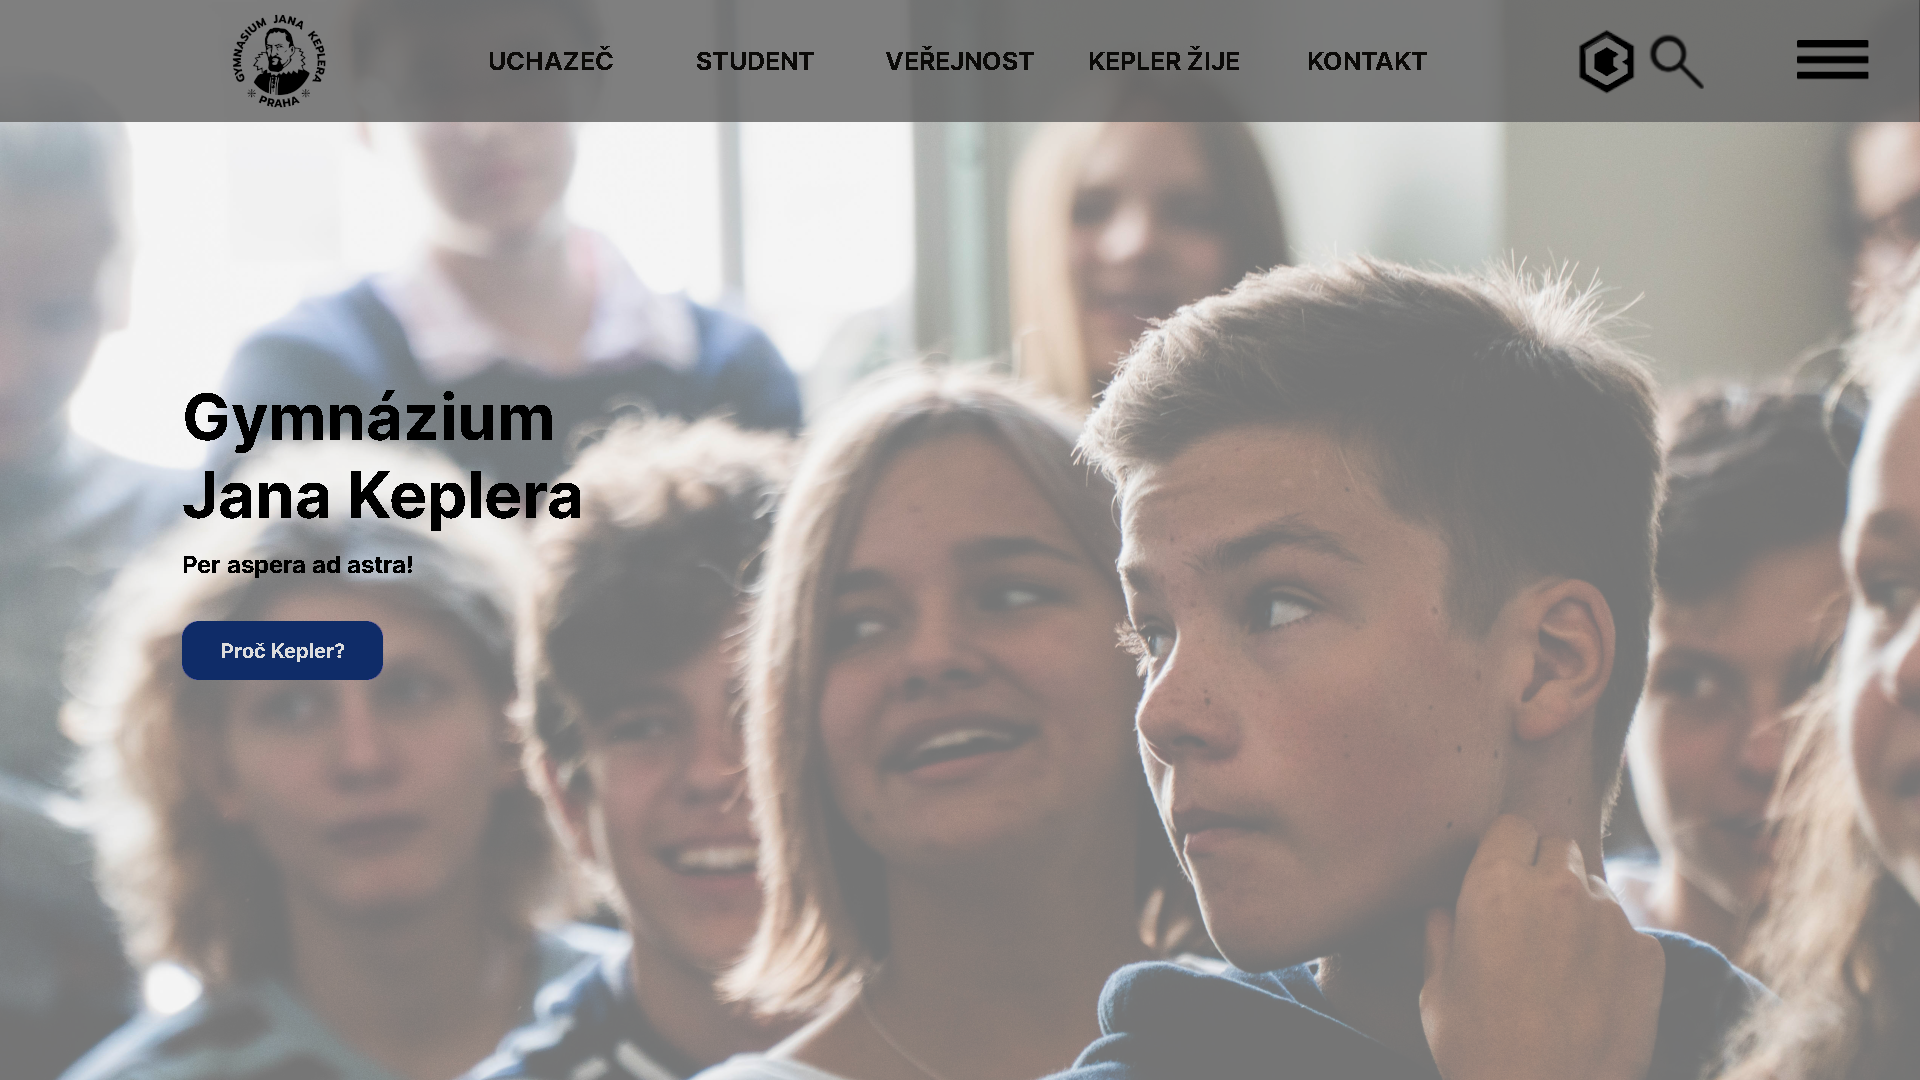 GYMNASIUM JANA KEPLERA
PRAHA
UCHAZEČ
STUDENT
VEŘEJNOST
KEPLER ŽIJE
KONTAKT
Gymnázium
Jana Keplera
Per aspera ad astra!
Proč Kepler?